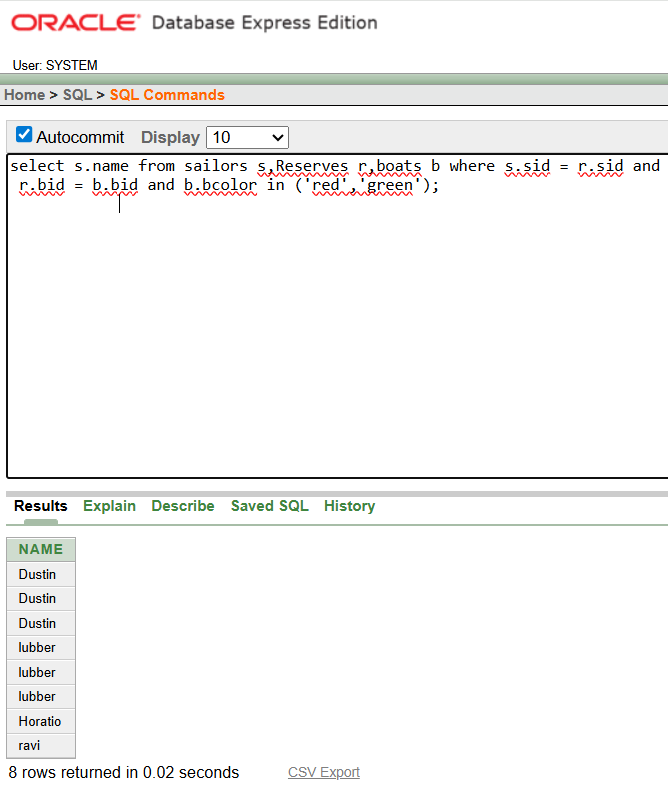 ORACLE® Database Express Edition
User: SYSTEM
Home > SQL > SQL Commands
Autocommit Display 10
select s.name from sailors s,Reserves r,boats b where s.sid = r.sid and
r.bid = b.bid and b.bcolor in ('red','green');
Results Explain Describe Saved SQL History
NAME
Dustin
Dustin
Dustin
lubber
lubber
lubber
Horatio
ravi
8 rows returned in 0.02 seconds CSV Export